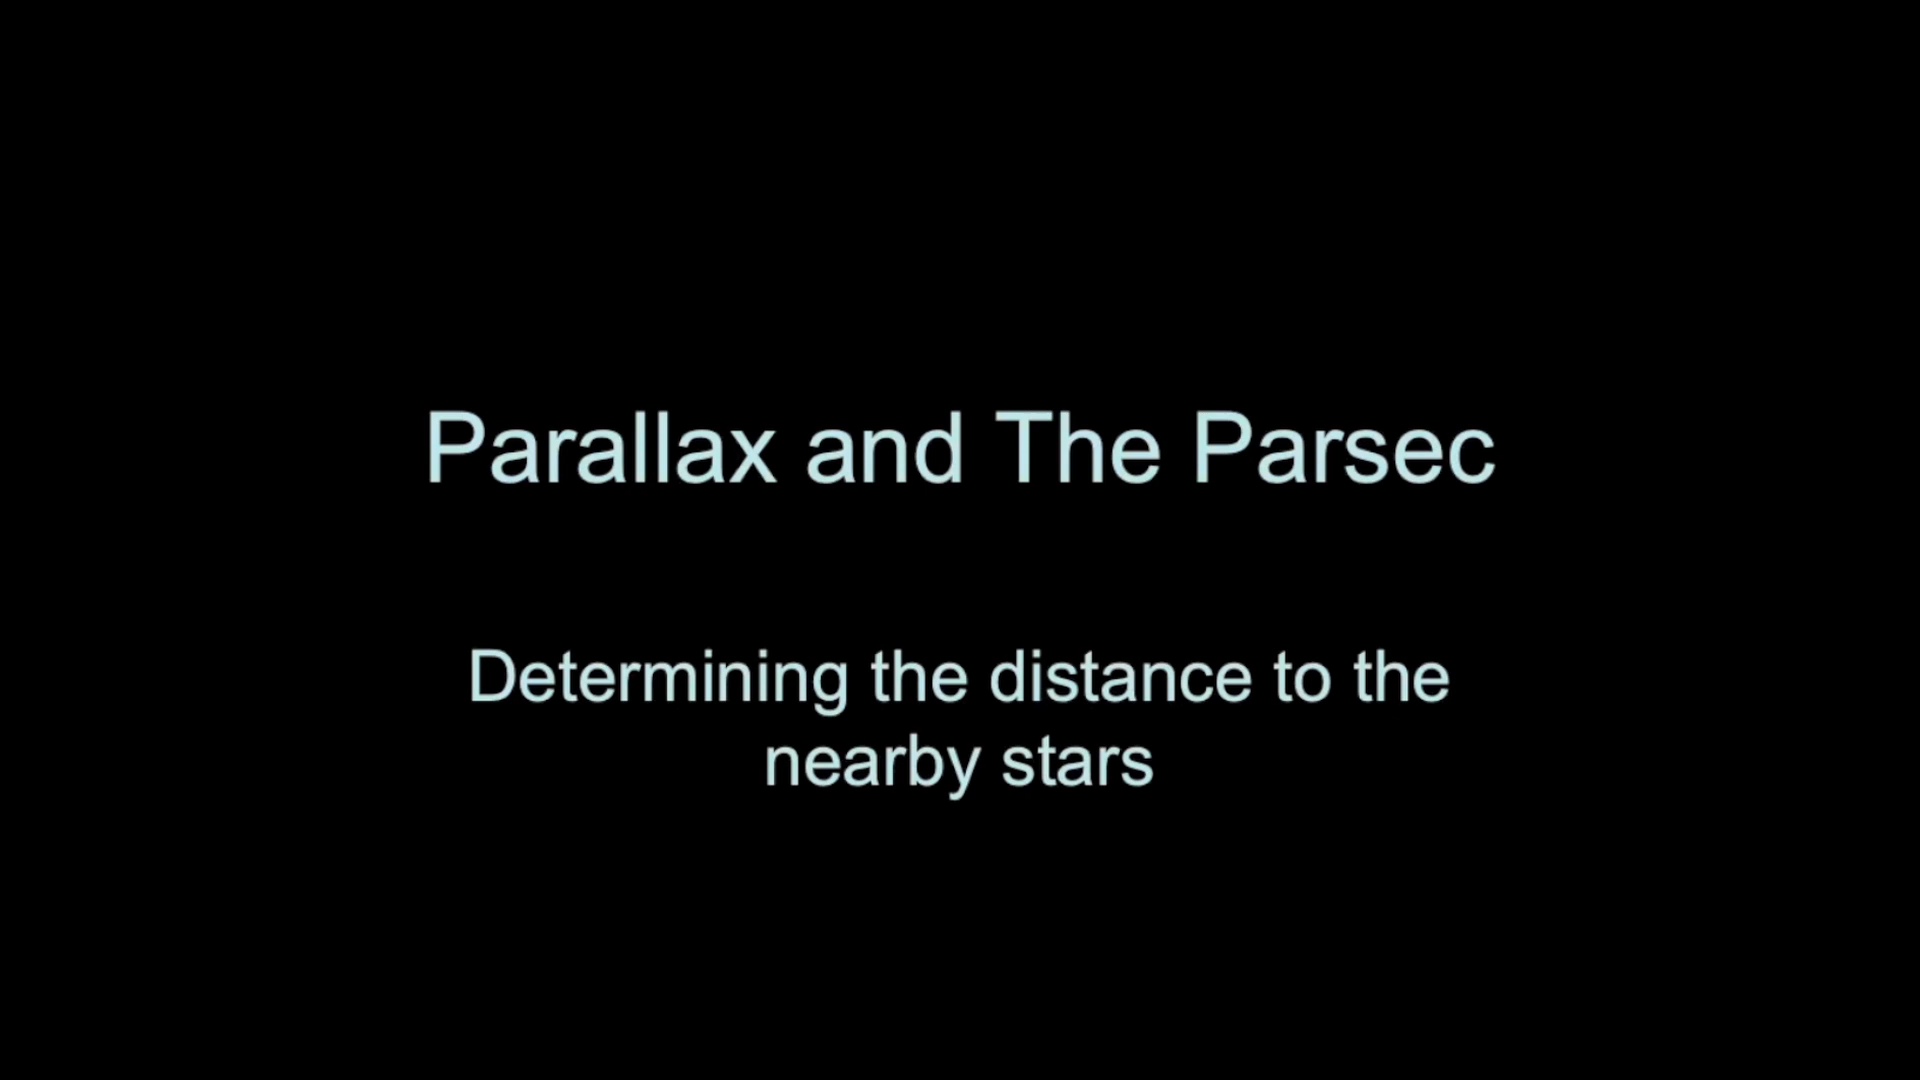 Parallax and The Parsec
Determining the distance to the
nearby stars